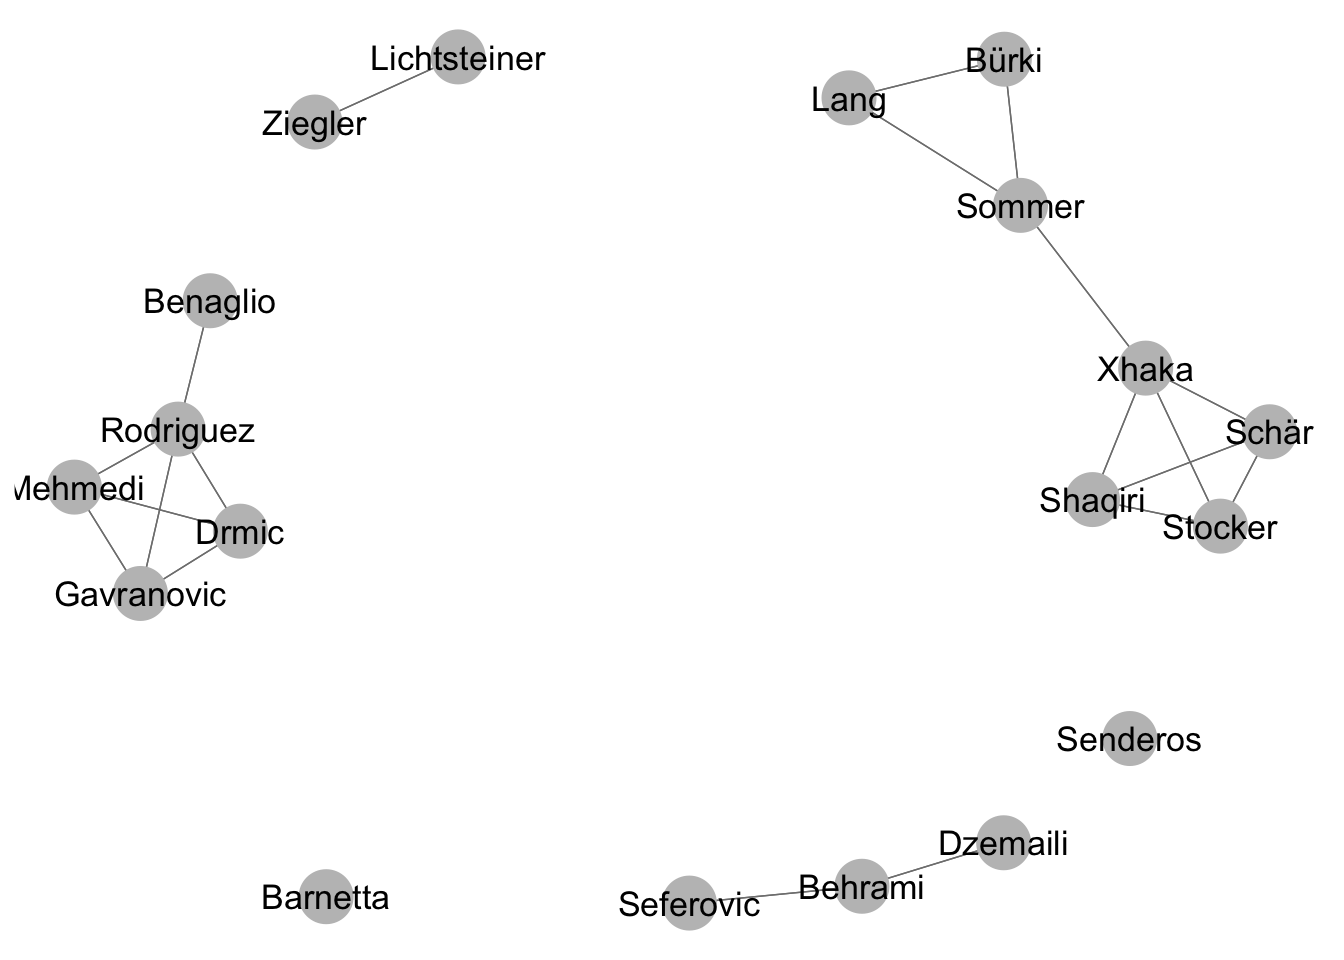 Lichtsteiner
Bürki
Lang
Ziegler
Sommer
Benaglio
Xhaka
Rodriguez
Schär
Mehmedi
Shaqiri
Stocker
Drmic
Gavranovic
Senderos
Dzemaili
Behrami
Barnetta
Seferovic